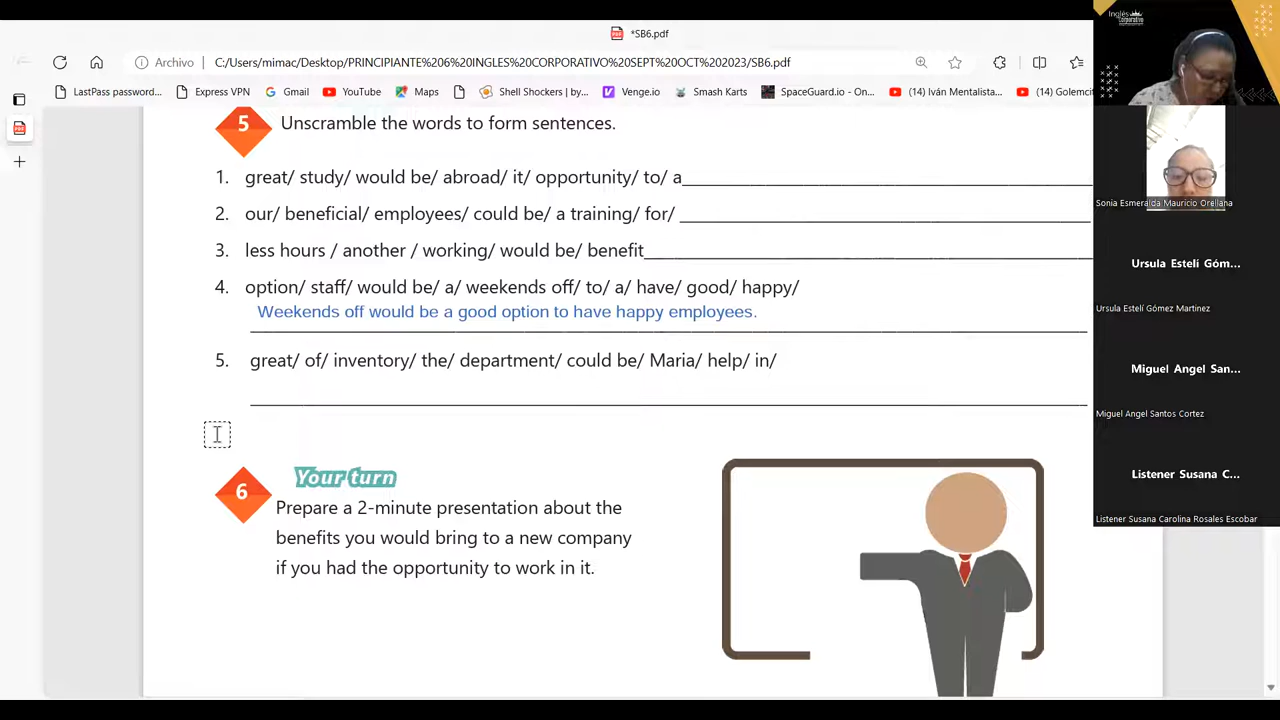 *SB6.pdf
Archivo
C:/Users/mimac/Desktop/PRINCIPIANTE%206%20INGLES%20CORPORATIVO%20SEPT%20OCT%202023/SB6.pdf
LastPass password...
Express VPN
Gmail
YouTube
Maps
Shell Shockers | by...
Venge.io
Smash Karts
SpaceGuard.io - On...
(14) Iván Mentalista...
(14) Golemcit
5 Unscramble the words to form sentences.
1. great/ study/ would be/ abroad/ it/ opportunity/ to/ a
2. our/ beneficial/ employees/ could be/ a training/ for/
3. less hours / another / working/ would be/ benefit
4. option/ staff/ would be/ a/ weekends off/ to/ a/ have/ good/ happy/
Weekends off would be a good option to have happy employees.
5. great/ of/ inventory/ the/ department/ could be/ Maria/ help/ in/
6 Your turn
Prepare a 2-minute presentation about the
benefits you would bring to a new company
if you had the opportunity to work in it.
Inglés
Corporativo
Sonia Esmeralda Mauricio Orellana
Ursula Estelí Góm...
Ursula Estelí Gómez Martinez
Miguel Angel San...
Miguel Angel Santos Cortez
Listener Susana C...
Listener Susana Carolina Rosales Escobar